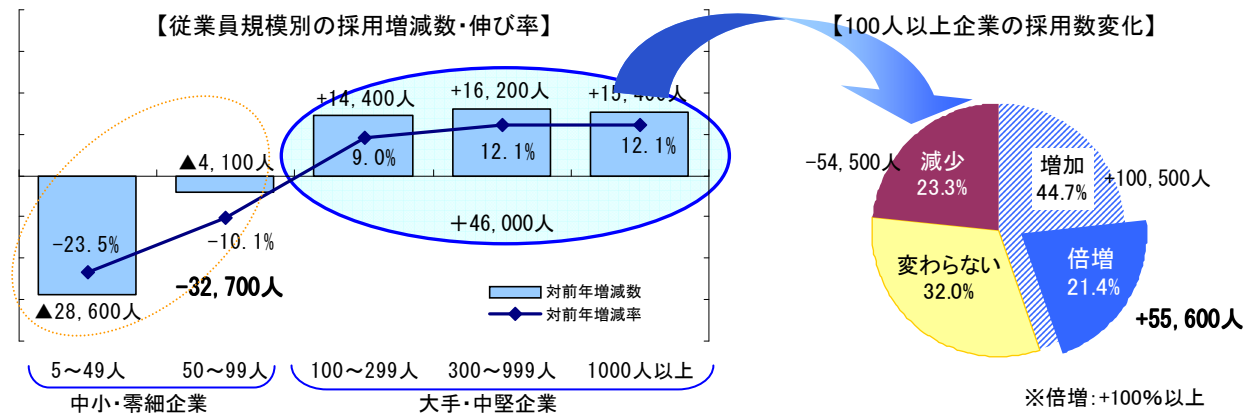 【従業員規模別の採用増減数・伸び率】
+14,400人
+16,200人
+15,400人
9.0%
12.1%
12.1%
▲4,100人
-23.5%
-10.1%
+46,000人
-32,700人
▲28,600人
対前年増減数
対前年増減率
5～49人
50～99人
100～299人
300～999人
1000人以上
中小・零細企業
大手・中堅企業
【100人以上企業の採用数変化】
-54,500人
減少
23.3%
増加
44.7%
+100,500人
変わらない
32.0%
倍増
21.4%
+55,600人
※倍増：+100%以上